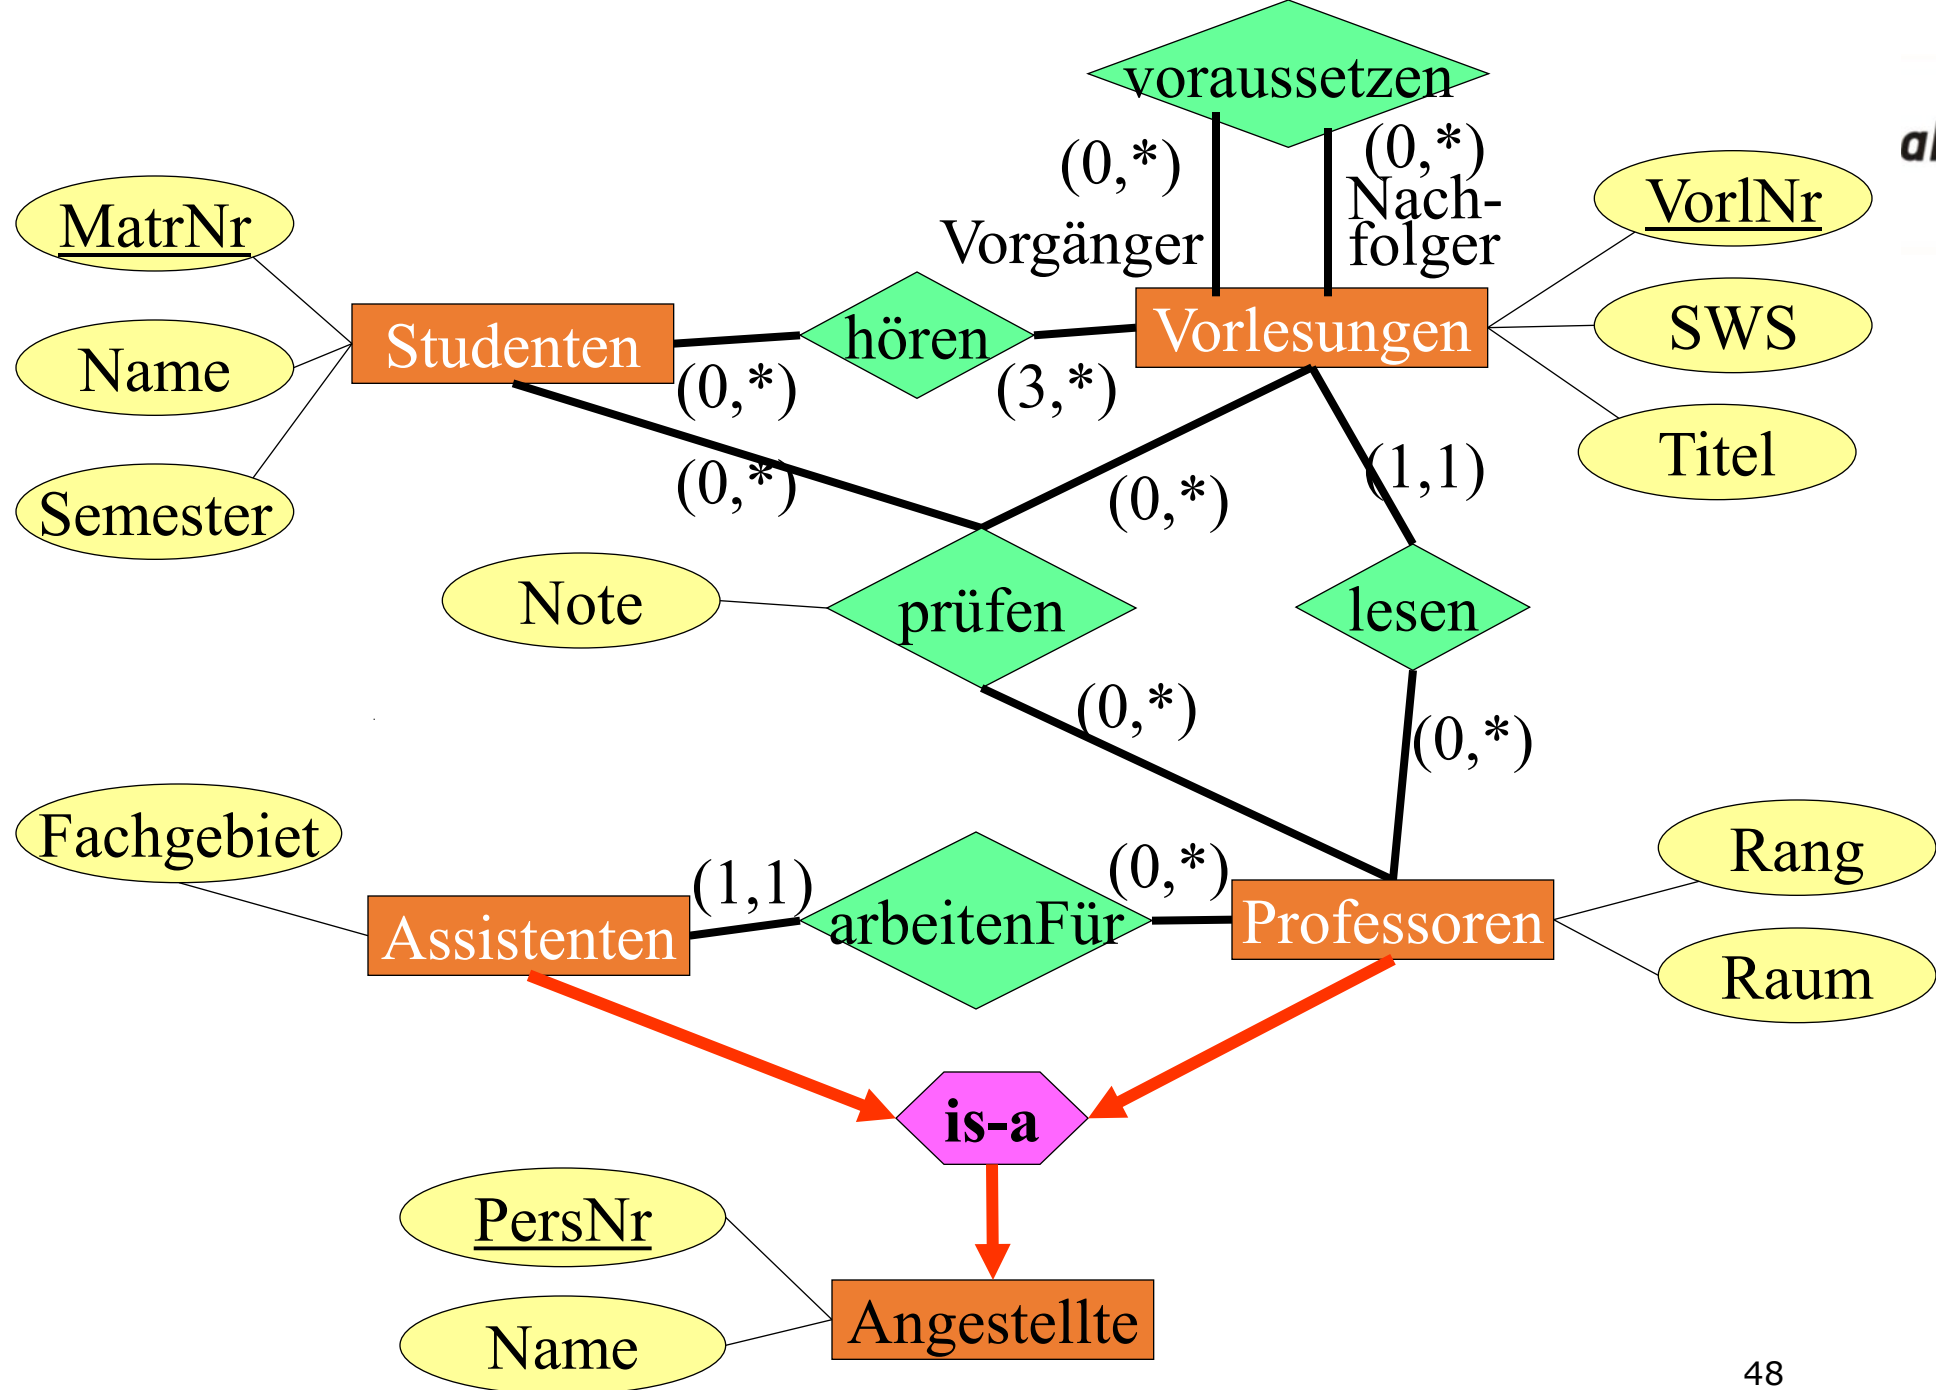 voraussetzen
(0,*)
(0,*)
Nach-
folger
Vorgänger
MatrNr
Name
Semester
Studenten
hören
Vorlesungen
VorlNr
SWS
Titel
(0,*)
(3,*)
(0,*)
(0,*)
(1,1)
Note
prüfen
lesen
(0,*)
(0,*)
Fachgebiet
Assistenten
(1,1)
arbeitenFür
(0,*)
Professoren
Rang
Raum
is-a
PersNr
Name
Angestellte
48